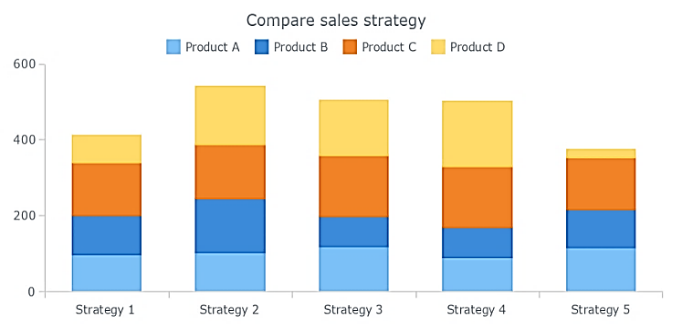 Compare sales strategy
Product A Product B Product C Product D
600
400
200
0
Strategy 1 Strategy 2 Strategy 3 Strategy 4 Strategy 5